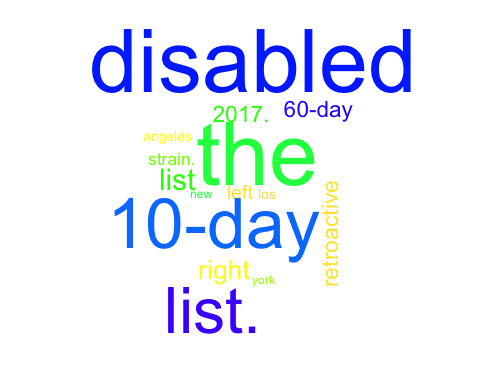 disabled
2017. 60-day
angeles the
strain.
list
new left los
10-day retroactive
right york
list.